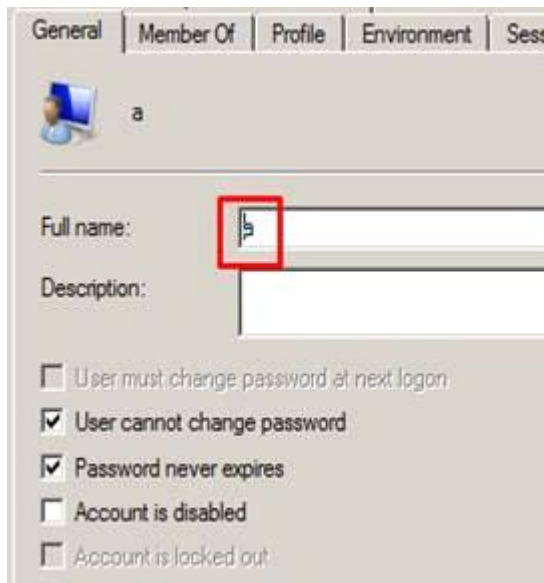 General Member Of Profile Environment Sess
a
Full name: a
Description:
User must change password at next logon
User cannot change password
Password never expires
Account is disabled
Account is locked out